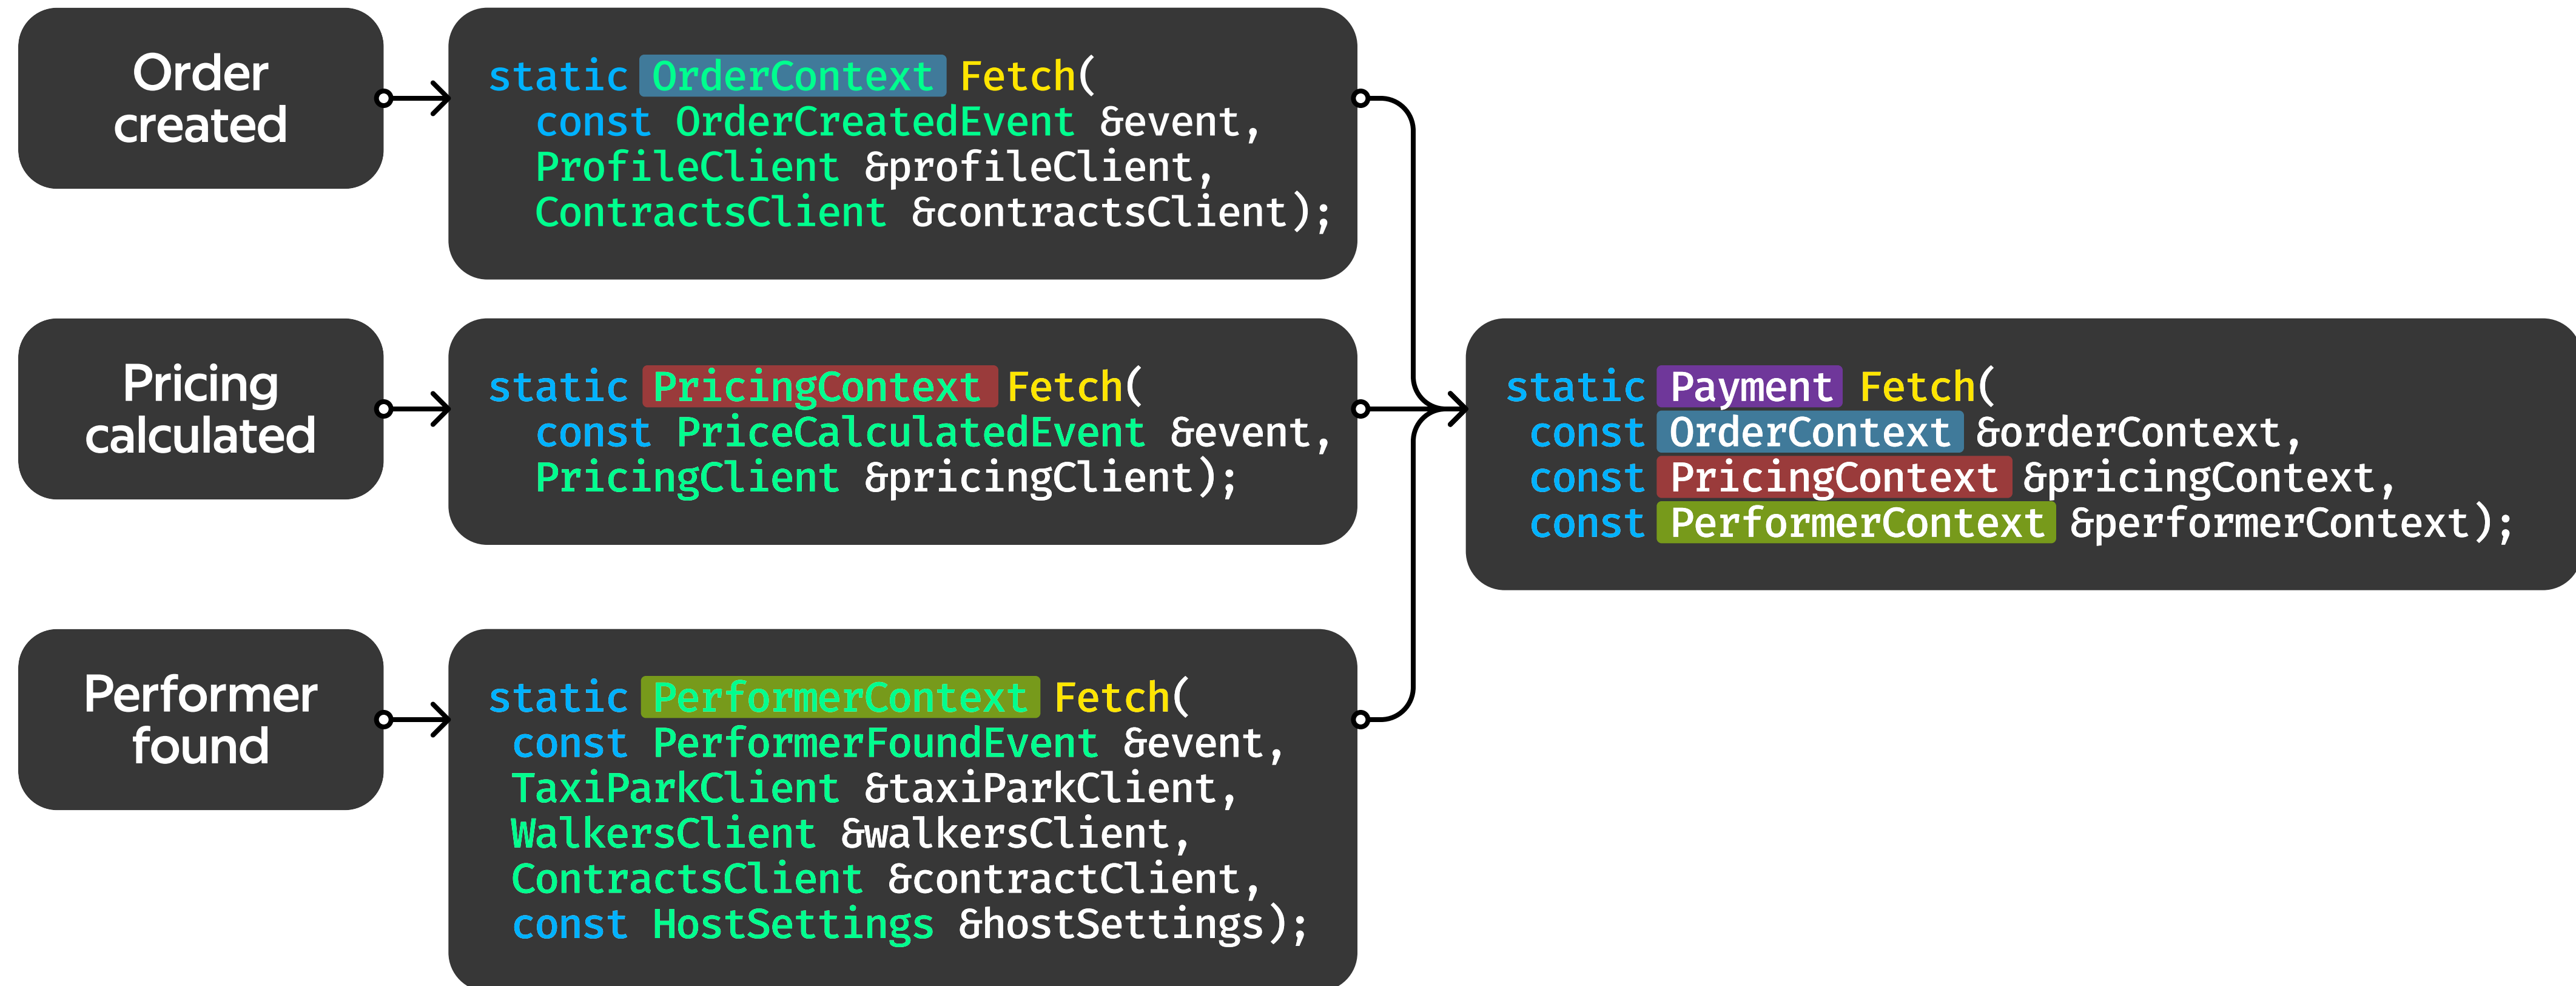 Order
created
static OrderContext Fetch(
const OrderCreatedEvent &event,
ProfileClient &profileClient,
ContractsClient &contractsClient);
Pricing
calculated
static PricingContext Fetch(
const PriceCalculatedEvent &event,
PricingClient &pricingClient);
Performer
found
static PerformerContext Fetch(
const PerformerFoundEvent &event,
TaxiParkClient &taxiParkClient,
WalkersClient &walkersClient,
ContractsClient &contractClient,
const HostSettings &hostSettings);
static Payment Fetch(
const OrderContext &orderContext,
const PricingContext &pricingContext,
const PerformerContext &performerContext);